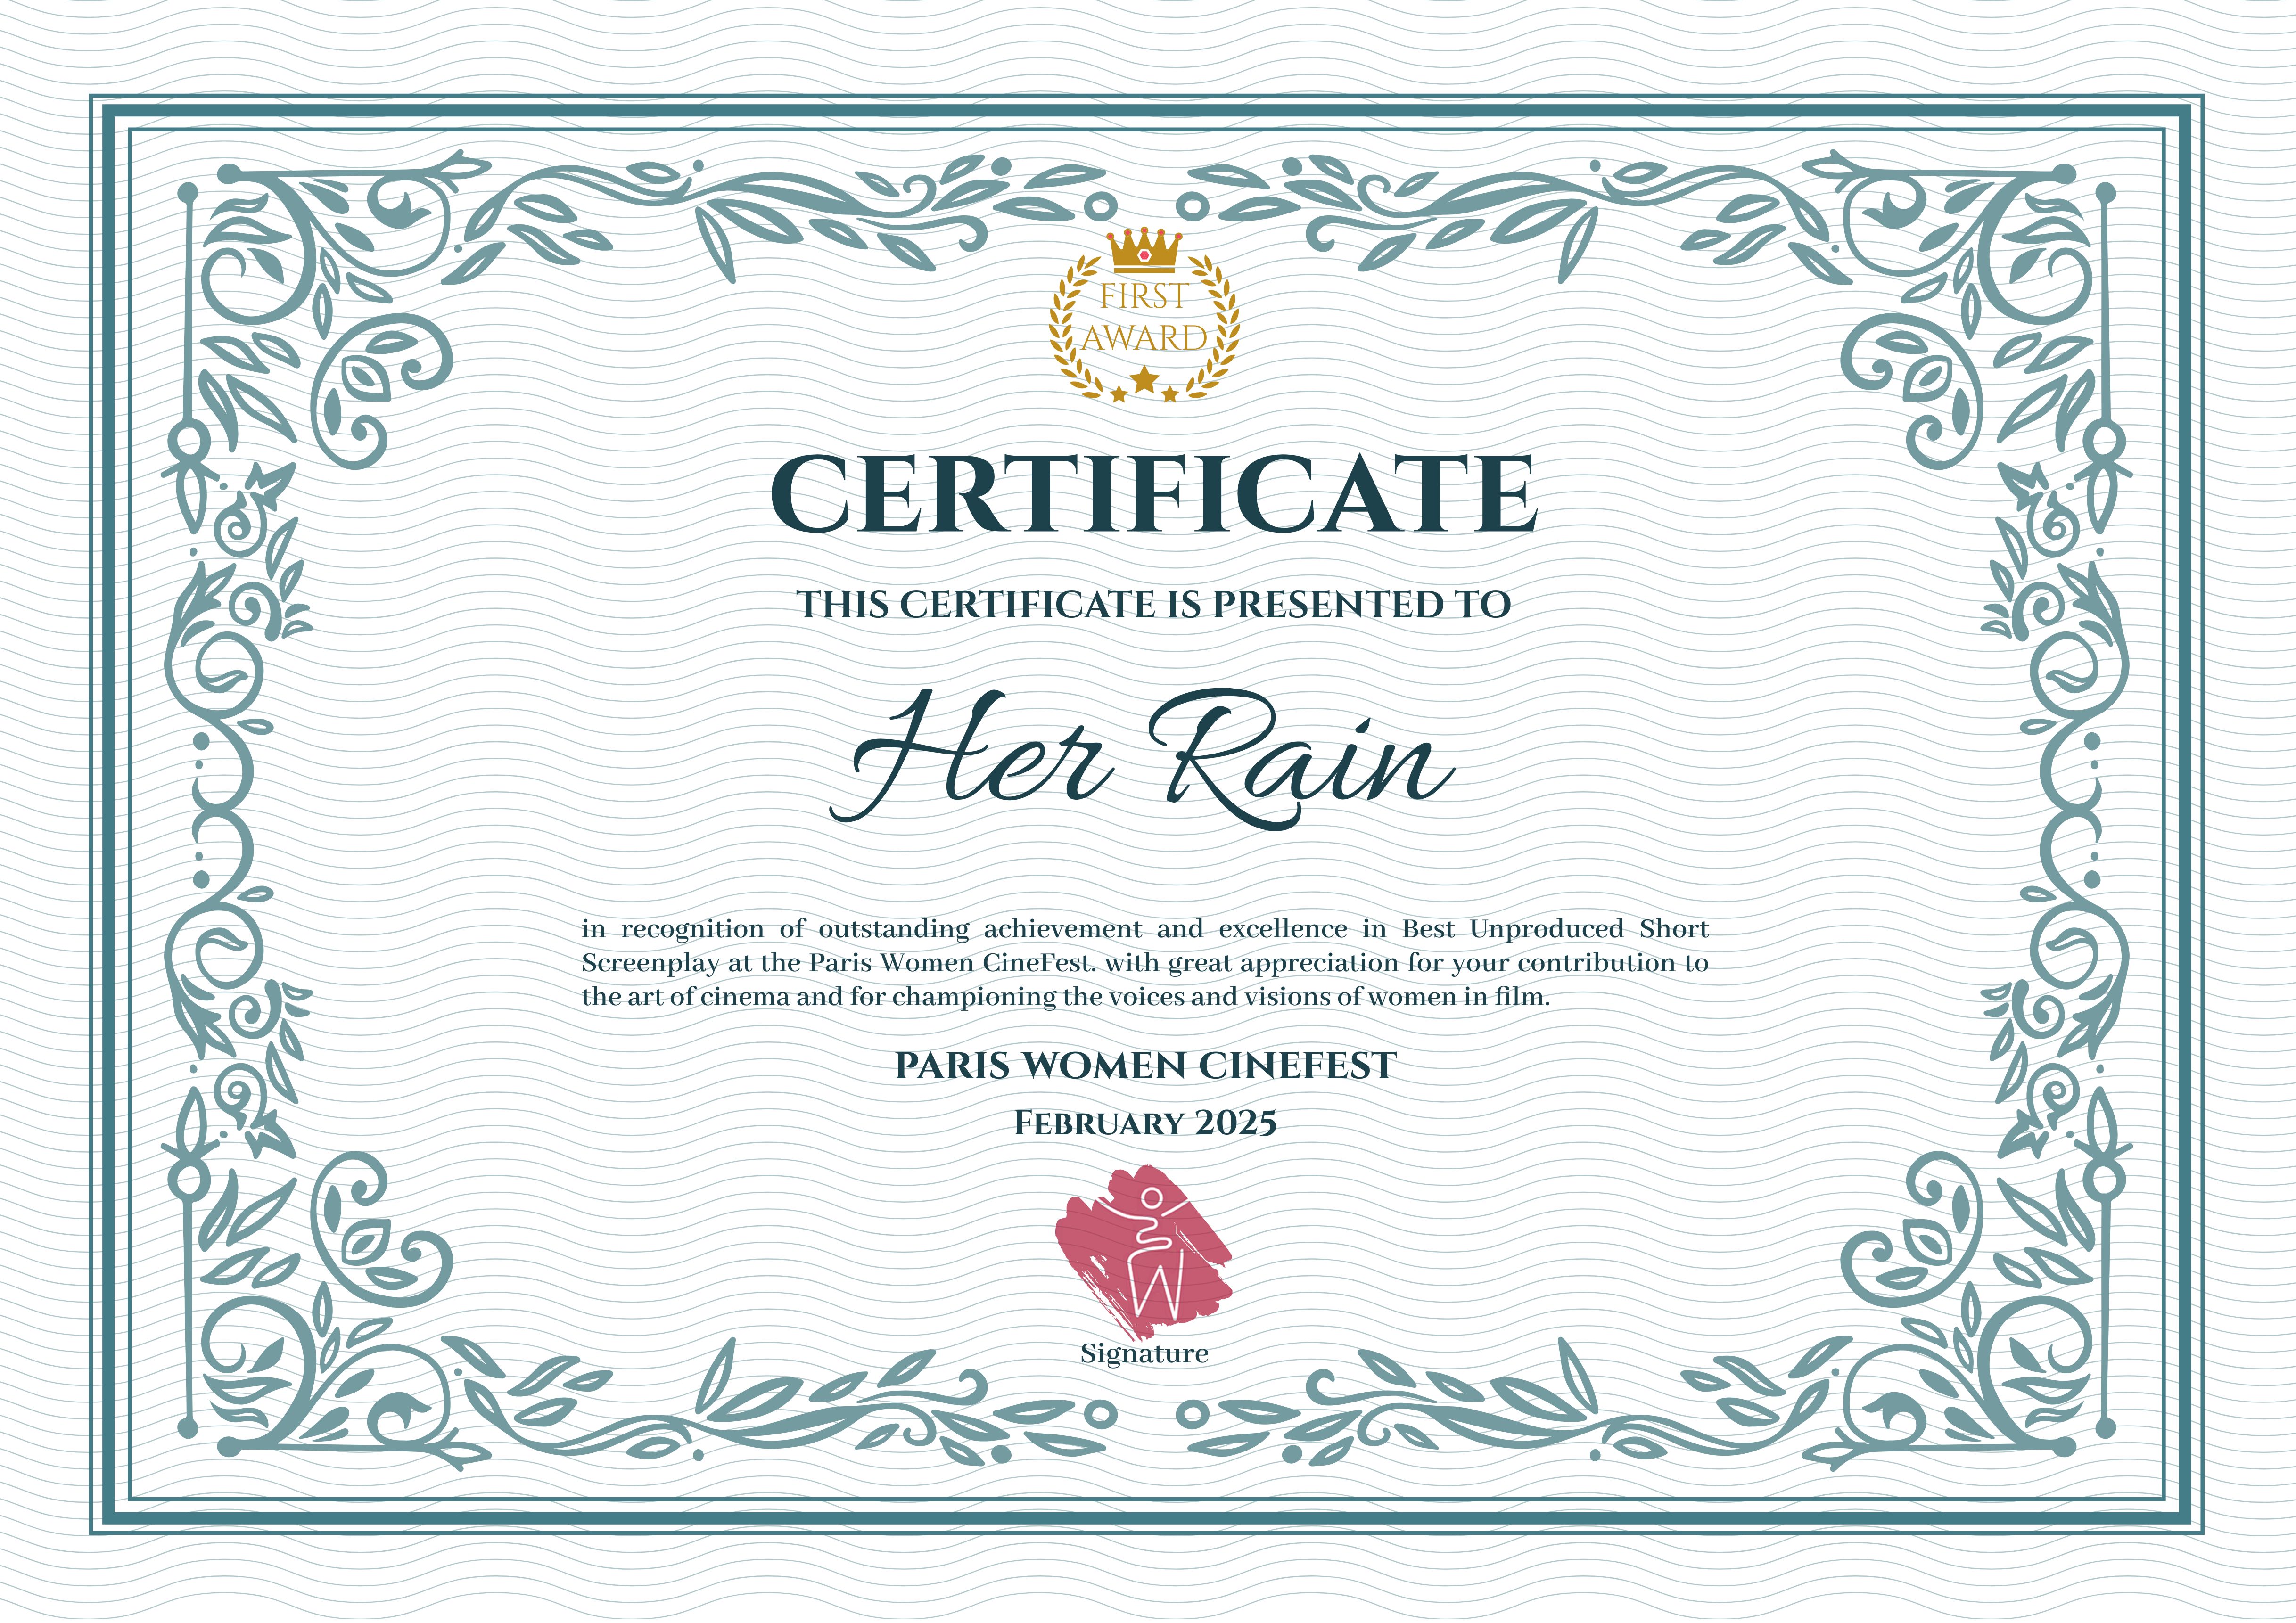 FIRST
AWARD
CERTIFICATE
THIS CERTIFICATE IS PRESENTED TO
Her Rain
in recognition of outstanding achievement and excellence in Best Unproduced Short
Screenplay at the Paris Women CineFest. with great appreciation for your contribution to
the art of cinema and for championing the voices and visions of women in film.
PARIS WOMEN CINEFEST
FEBRUARY 2025
Signature